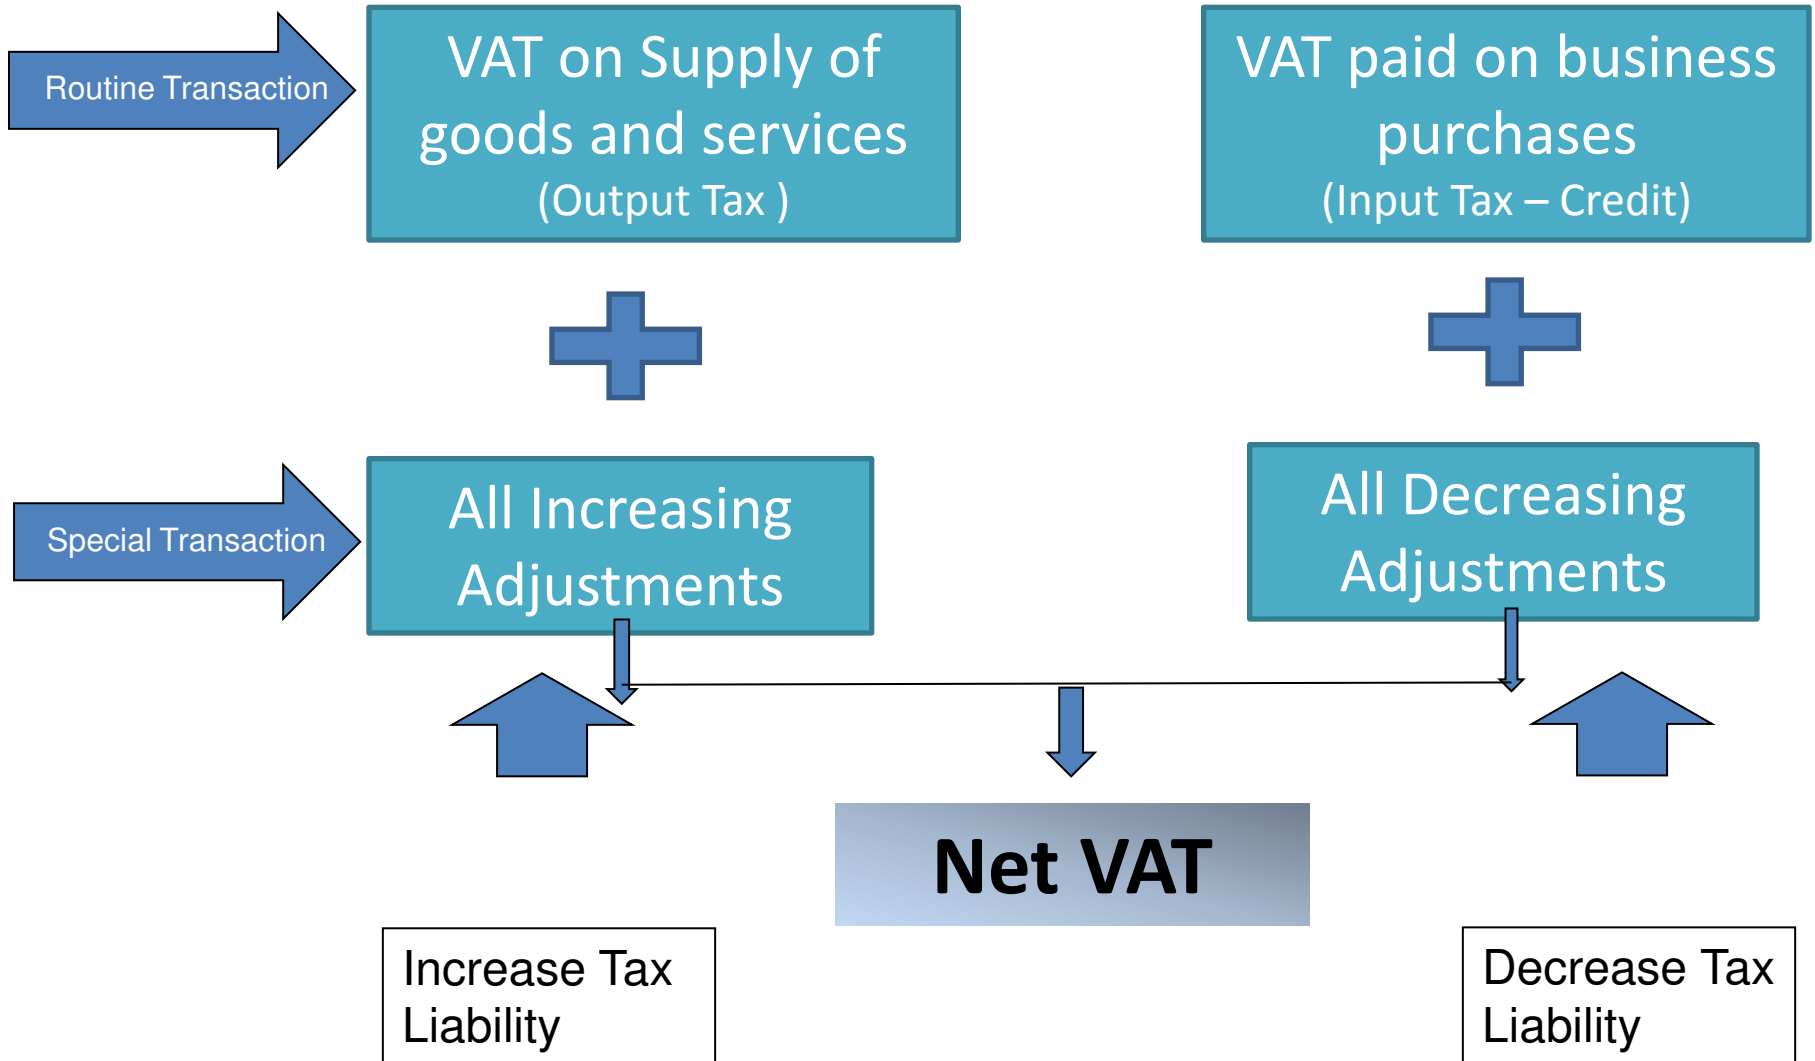 Routine Transaction
VAT on Supply of
goods and services
(Output Tax )
VAT paid on business
purchases
(Input Tax – Credit)
Special Transaction
All Increasing
Adjustments
All Decreasing
Adjustments
Net VAT
Increase Tax
Liability
Decrease Tax
Liability